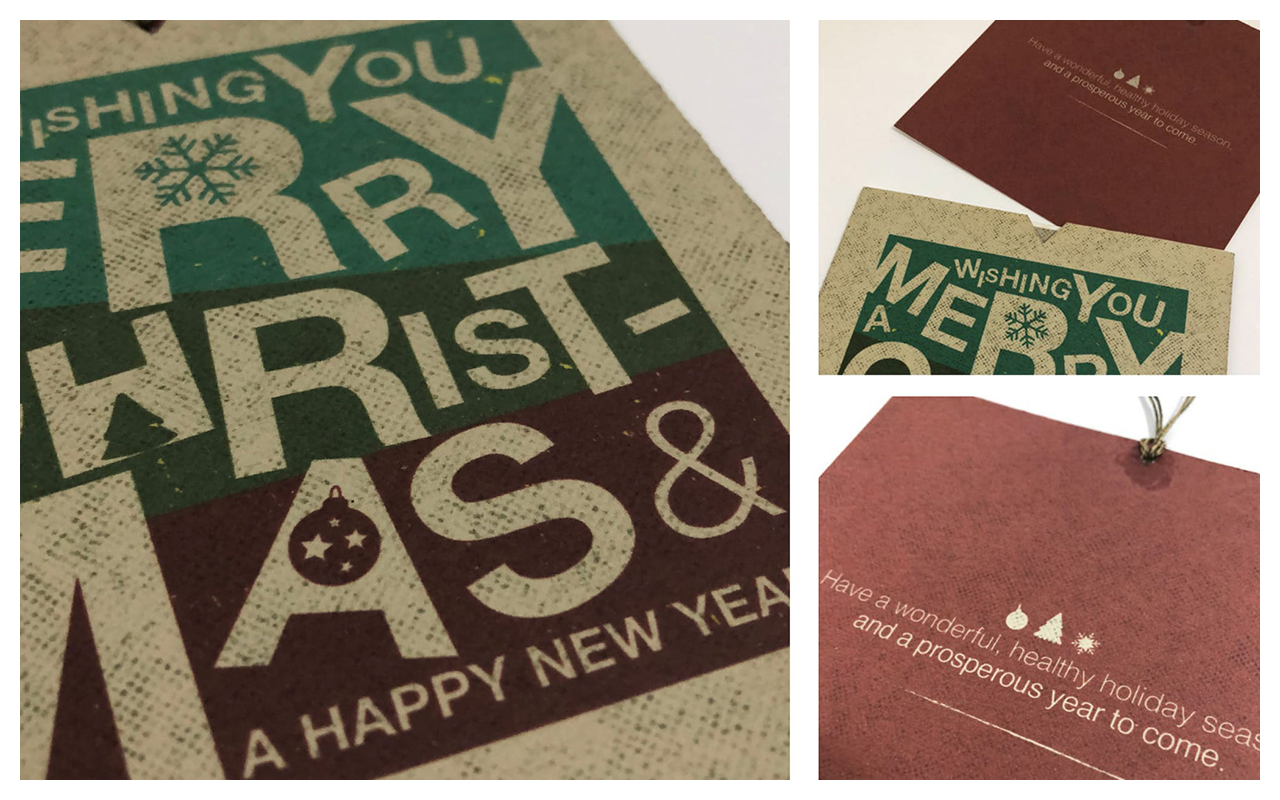 WISHING YOU
ERRY
HRIST-
MAS &
A HAPPY NEW YEA
Have a wonderful, healthy holiday season.
and a prosperous year to come.
WISHING YOU
A MERRY
Have a wonderful, healthy holiday seas
and a prosperous year to come.